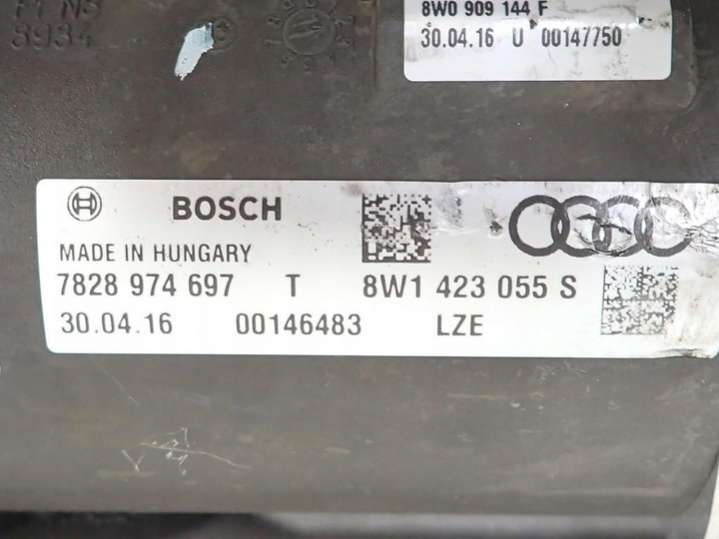 8W0 909 144 F
30.04.16 U 00147750
8934
BOSCH
MADE IN HUNGARY
7828 974 697 T 8W1 423 055 S
30.04.16 00146483 LZE